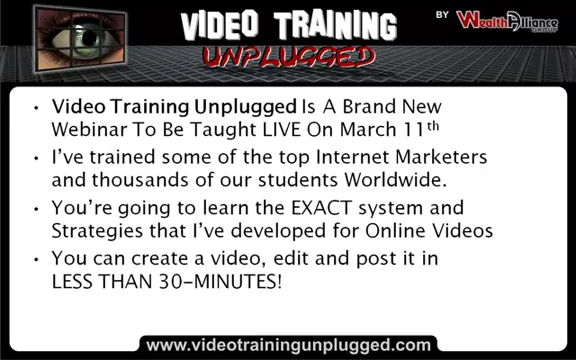 VIDEO TRAINING
UNPLUGGED
BY WealthAlliance
GROUP
• Video Training Unplugged Is A Brand New
Webinar To Be Taught LIVE On March 11th
• I've trained some of the top Internet Marketers
and thousands of our students Worldwide.
• You're going to learn the EXACT system and
Strategies that I've developed for Online Videos
• You can create a video, edit and post it in
LESS THAN 30-MINUTES!
www.videotrainingunplugged.com